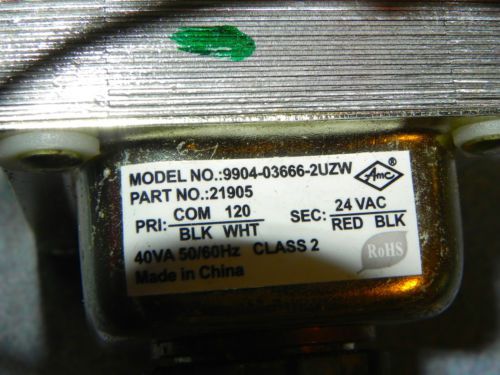 MODEL NO.:9904-03666-2UZW
Amc ®
PART NO.:21905
PRI: COM 120 SEC: 24 VAC
BLK WHT RED BLK
40VA 50/60Hz CLASS 2
RoHS
Made in China